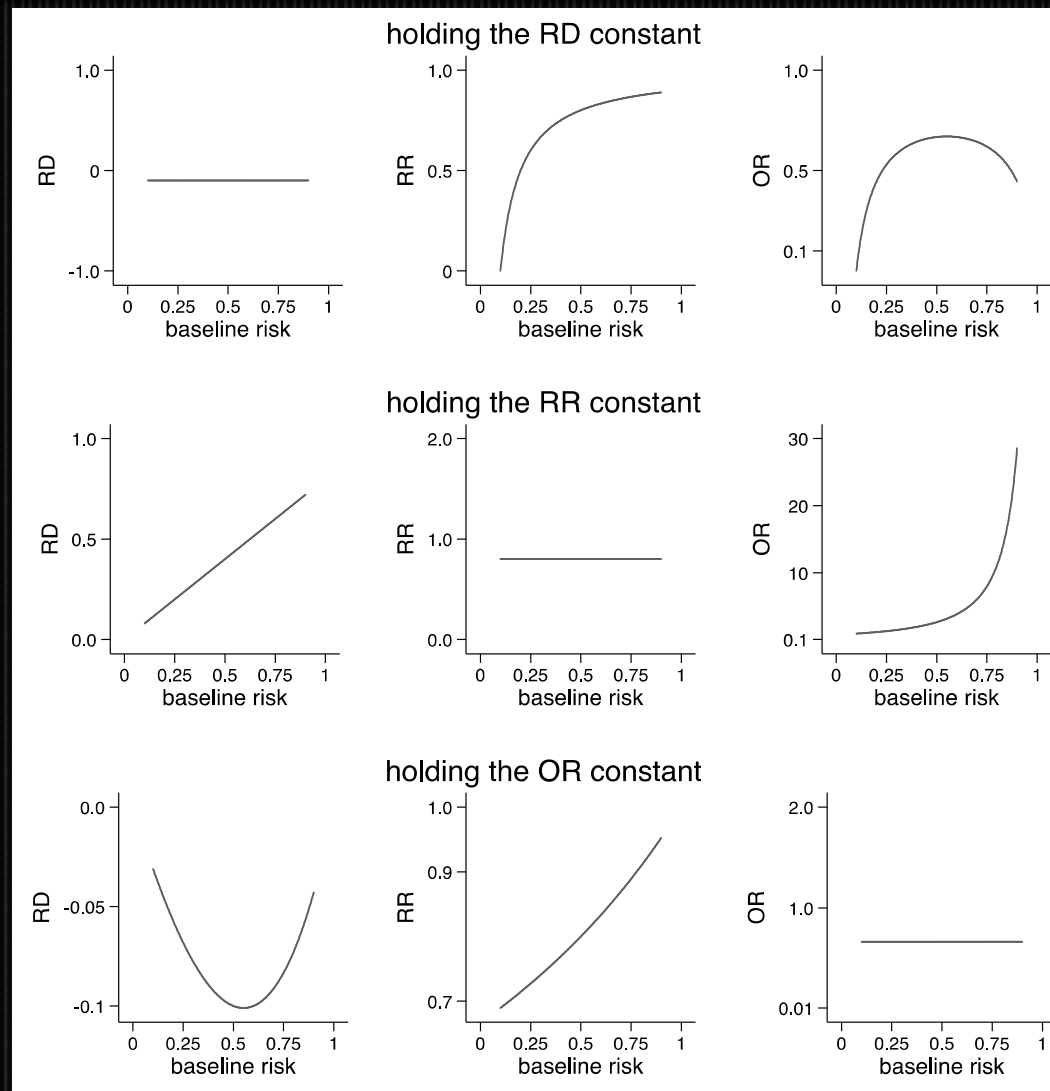 holding the RD constant
1.0
0
-1.0
RD
0 0.25 0.5 0.75 1
baseline risk
1.0
0.5
0
RR
0 0.25 0.5 0.75 1
baseline risk
1.0
0.5
0.1
OR
0 0.25 0.5 0.75 1
baseline risk
holding the RR constant
1.0
0.5
0.0
RD
0 0.25 0.5 0.75 1
baseline risk
2.0
1.0
0.0
RR
0 0.25 0.5 0.75 1
baseline risk
30
20
10
0.1
OR
0 0.25 0.5 0.75 1
baseline risk
holding the OR constant
0.0
-0.05
-0.1
RD
0 0.25 0.5 0.75 1
baseline risk
1.0
0.9
0.7
RR
0 0.25 0.5 0.75 1
baseline risk
2.0
1.0
0.01
OR
0 0.25 0.5 0.75 1
baseline risk